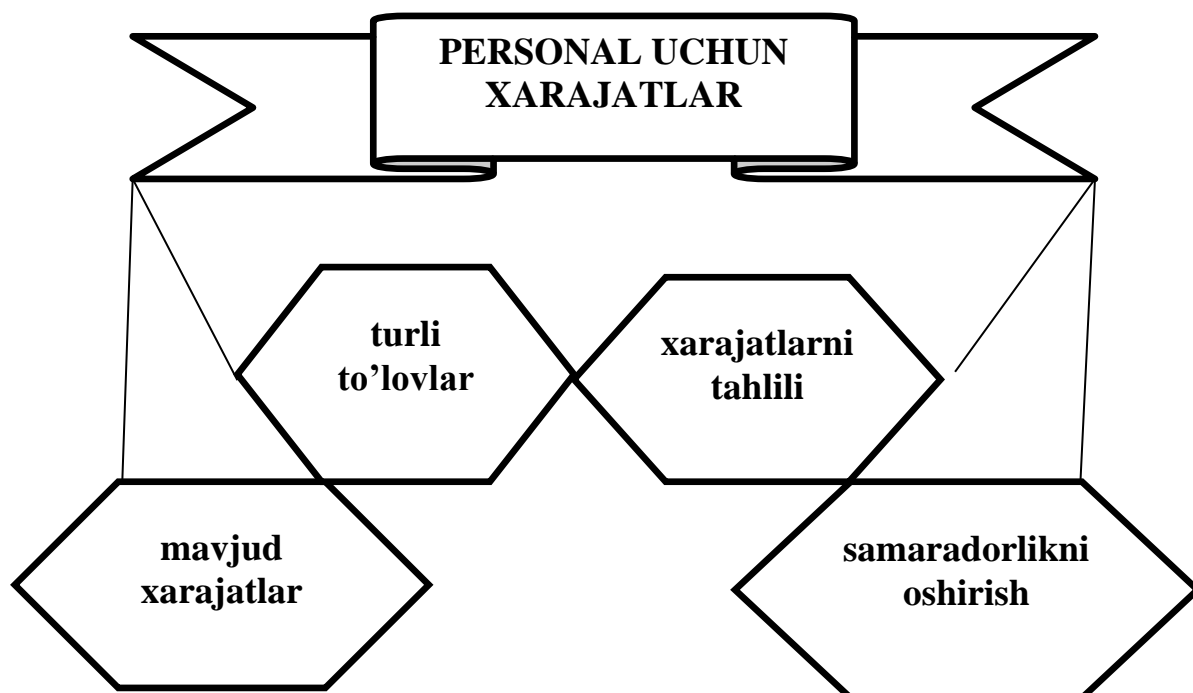 PERSONAL UCHUN
XARAJATLAR
turli
to’lovlar
xarajatlarni
tahlili
mavjud
xarajatlar
samaradorlikni
oshirish